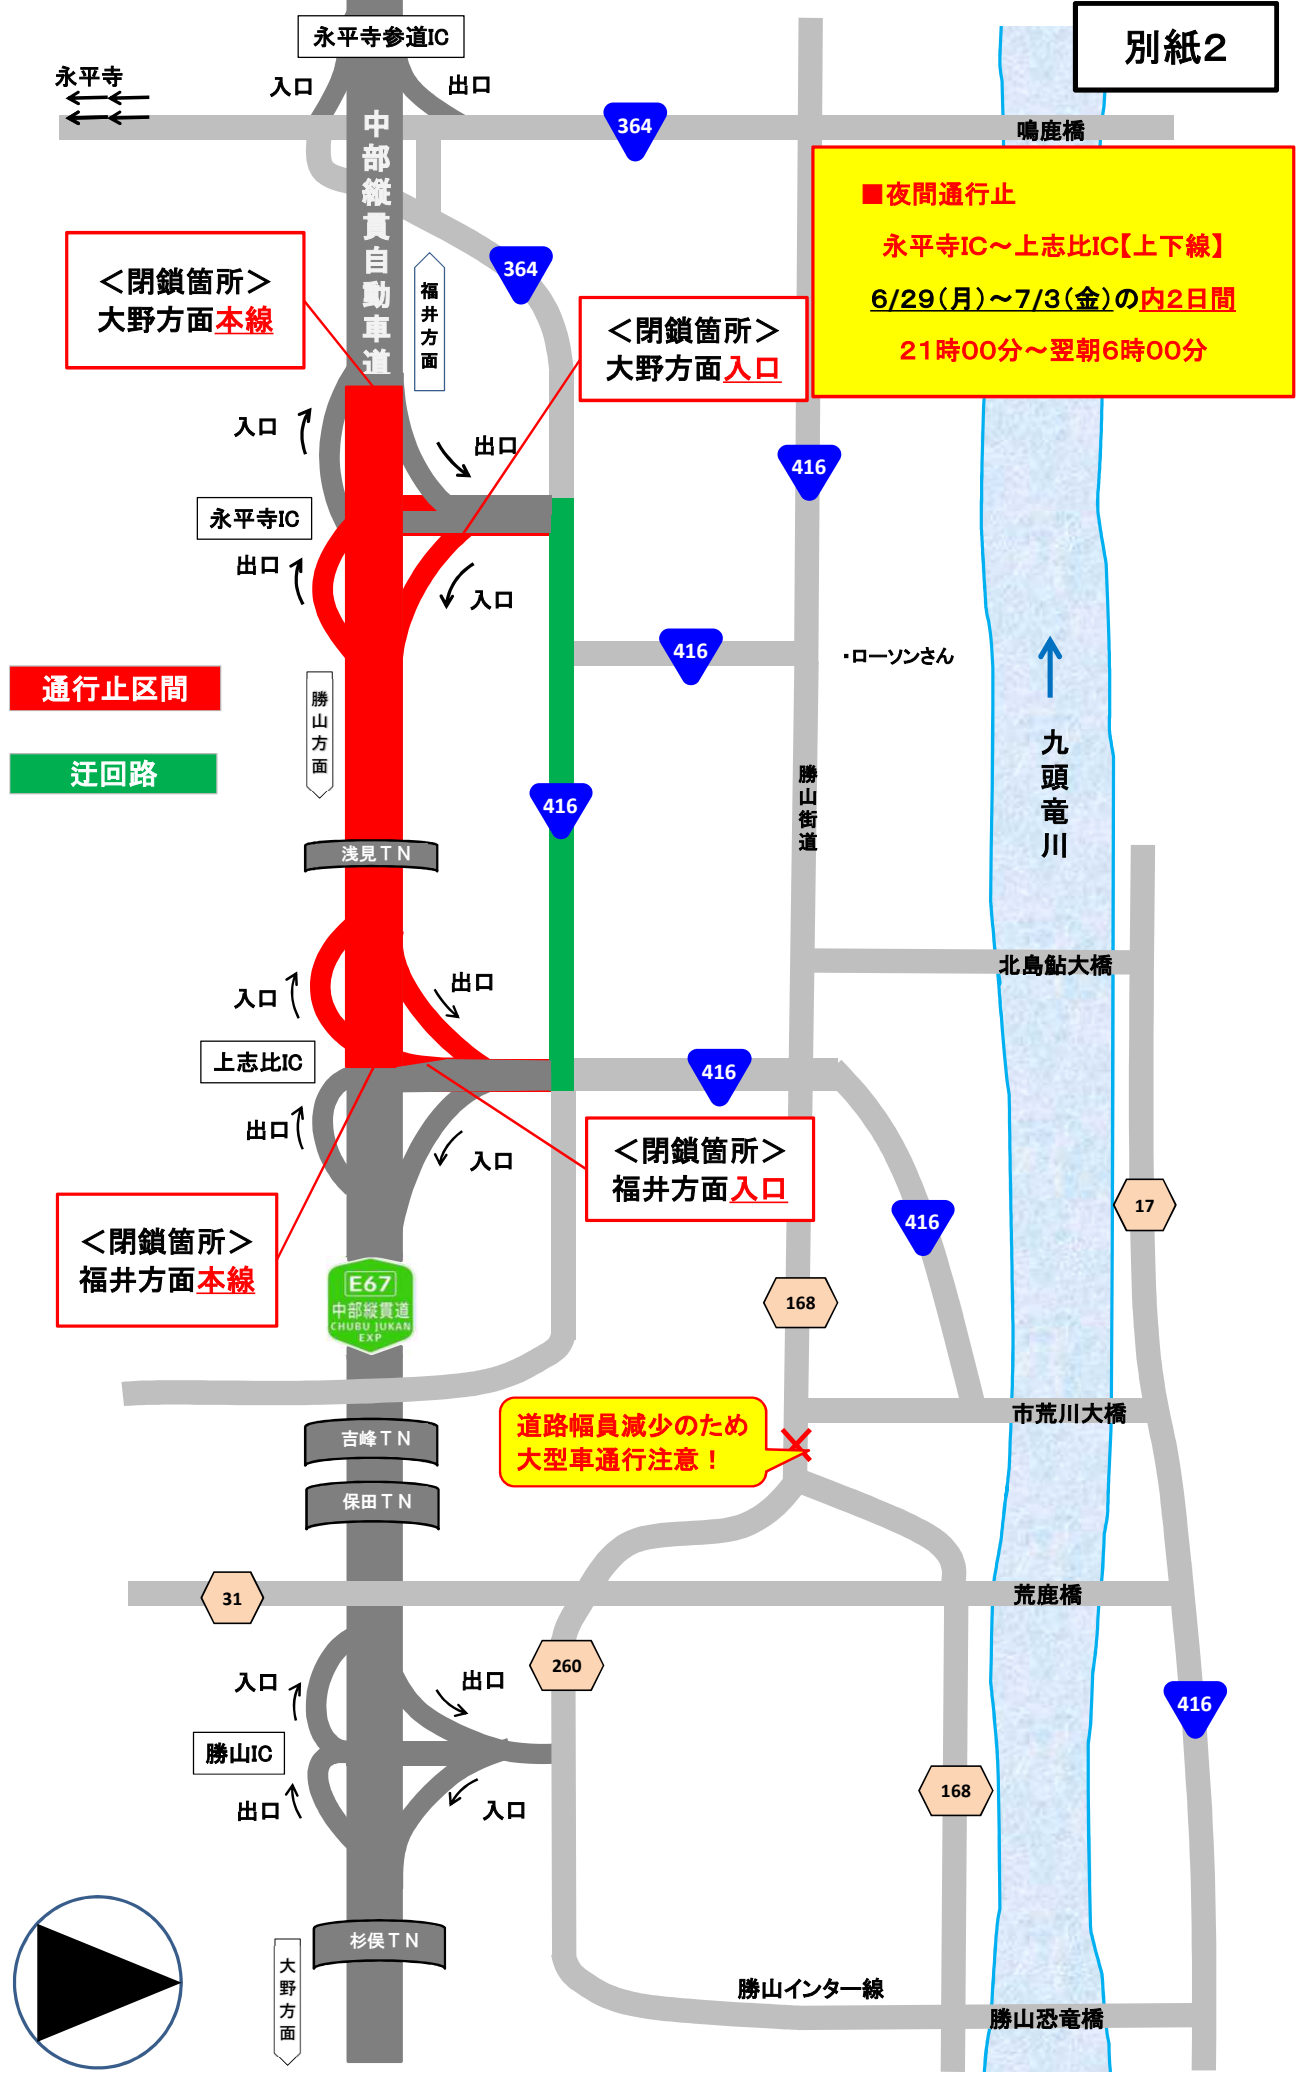 別紙2
永平寺参道IC
永平寺
入口
出口
364
鳴鹿橋
中部縦貫自動車道
■夜間通行止
永平寺IC～上志比IC【上下線】
6/29(月)～7/3(金)の内2日間
21時00分～翌朝6時00分
＜閉鎖箇所＞
大野方面本線
福井方面
364
＜閉鎖箇所＞
大野方面入口
入口
出口
416
永平寺IC
出口
入口
416
・ローソンさん
通行止区間
迂回路
勝山方面
416
勝山街道
九頭竜川
浅見TN
北島鮎大橋
入口
出口
上志比IC
416
出口
入口
＜閉鎖箇所＞
福井方面入口
＜閉鎖箇所＞
福井方面本線
416
17
E67
中部縦貫道
CHUBU JUKAN
EXP
168
道路幅員減少のため
大型車通行注意！
市荒川大橋
吉峰TN
保田TN
31
荒鹿橋
入口
出口
260
416
勝山IC
168
出口
入口
杉俣TN
大野方面
勝山インター線
勝山恐竜橋